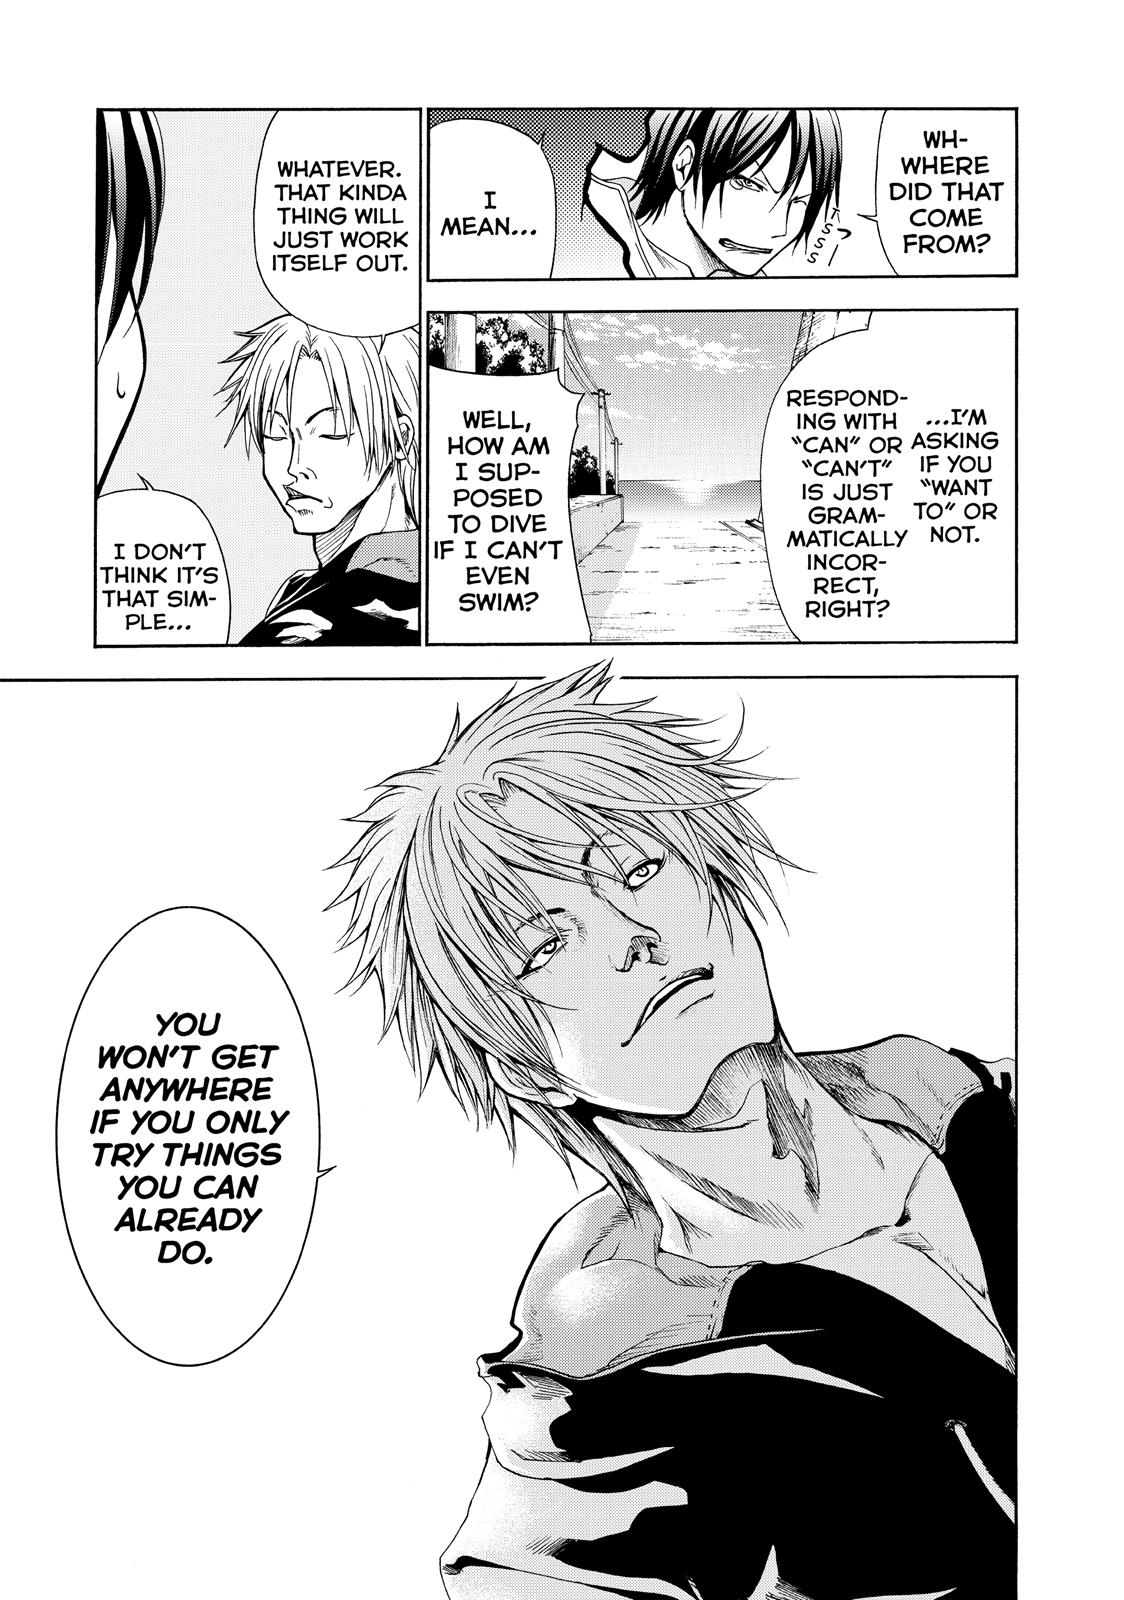 WH-
WHERE
DID THAT
COME
FROM?
TSSSSS
I
MEAN...
...I'M
ASKING
IF YOU
"WANT
TO" OR
NOT.
RESPOND-
ING WITH
"CAN" OR
"CAN'T"
IS JUST
GRAM-
MATICALLY
INCOR-
RECT,
RIGHT?
WELL,
HOW AM
I SUP-
POSED
TO DIVE
IF I CAN'T
EVEN
SWIM?
WHATEVER.
THAT KINDA
THING WILL
JUST WORK
ITSELF OUT.
I DON'T
THINK IT'S
THAT SIM-
PLE...
YOU
WON'T GET
ANYWHERE
IF YOU ONLY
TRY THINGS
YOU CAN
ALREADY
DO.